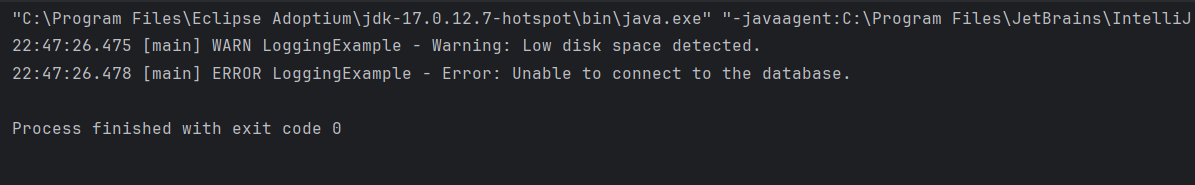 "C:\Program Files\Eclipse Adoptium\jdk-17.0.12.7-hotspot\bin\java.exe" "-javaagent:C:\Program Files\JetBrains\IntelliJ
22:47:26.475 [main] WARN LoggingExample - Warning: Low disk space detected.
22:47:26.478 [main] ERROR LoggingExample - Error: Unable to connect to the database.
Process finished with exit code 0